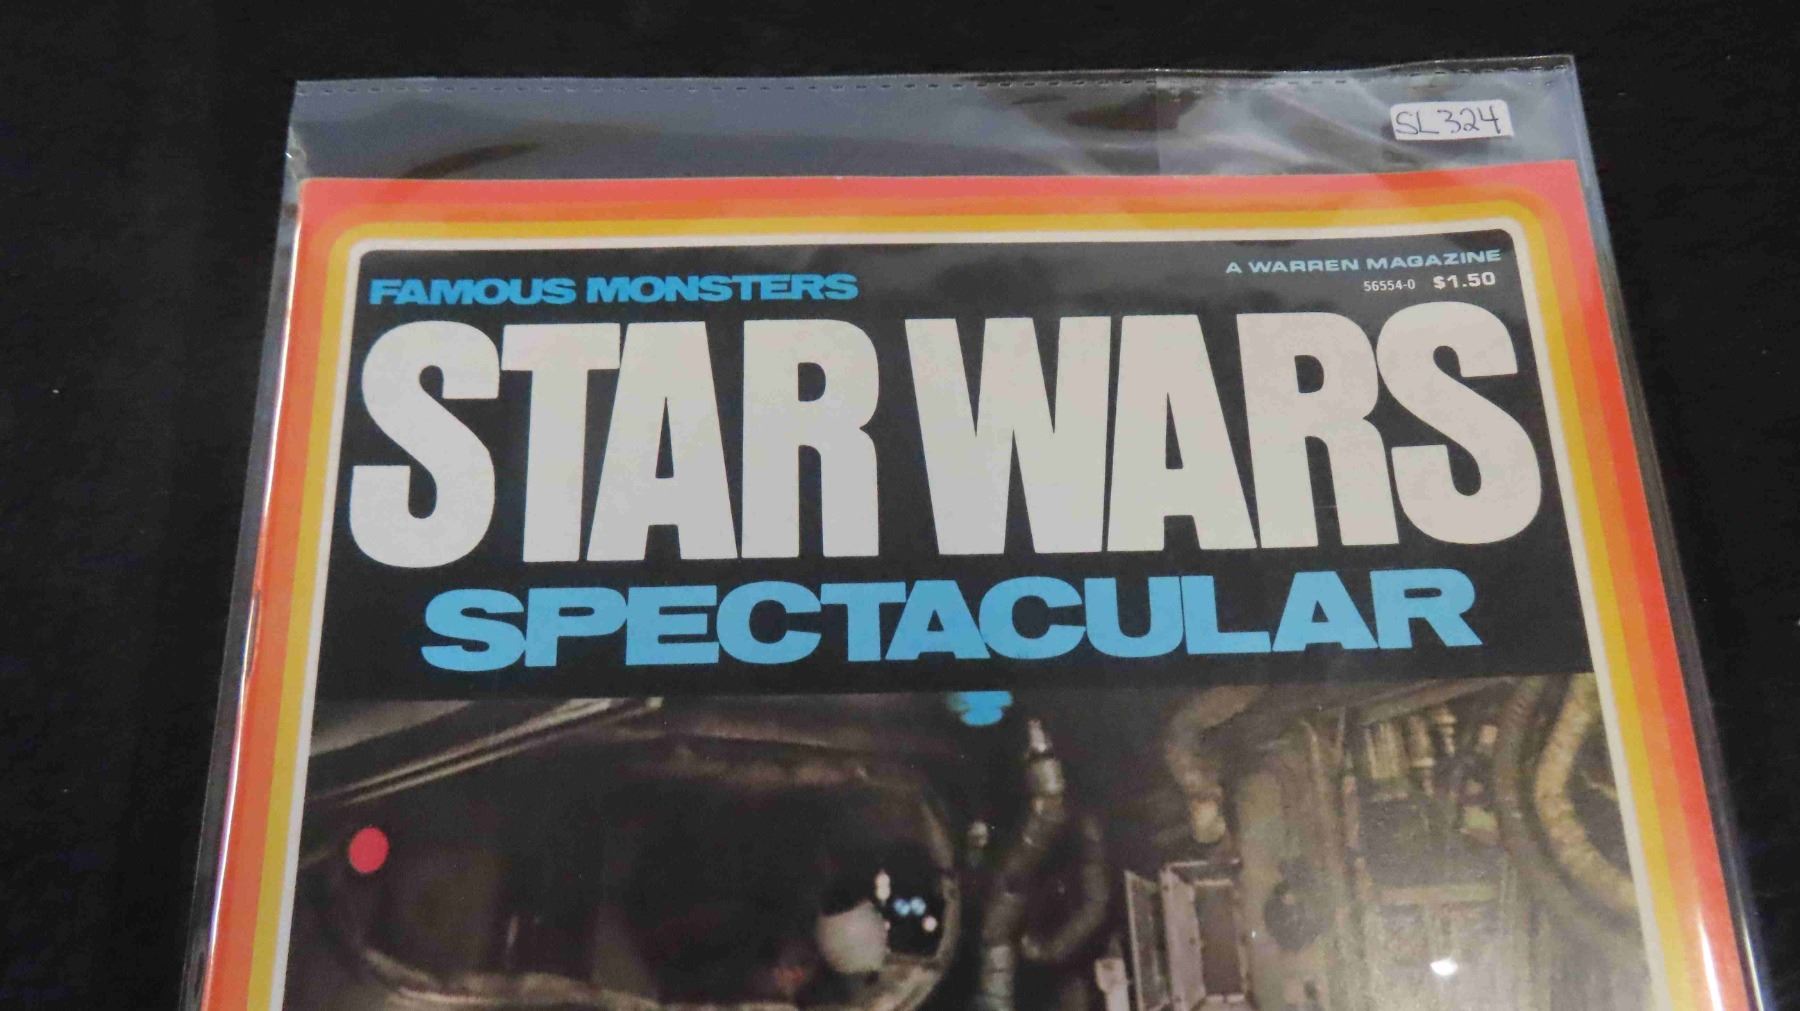 SL324
FAMOUS MONSTERS
A WARREN MAGAZINE
56554-0 $1.50
STAR WARS
SPECTACULAR